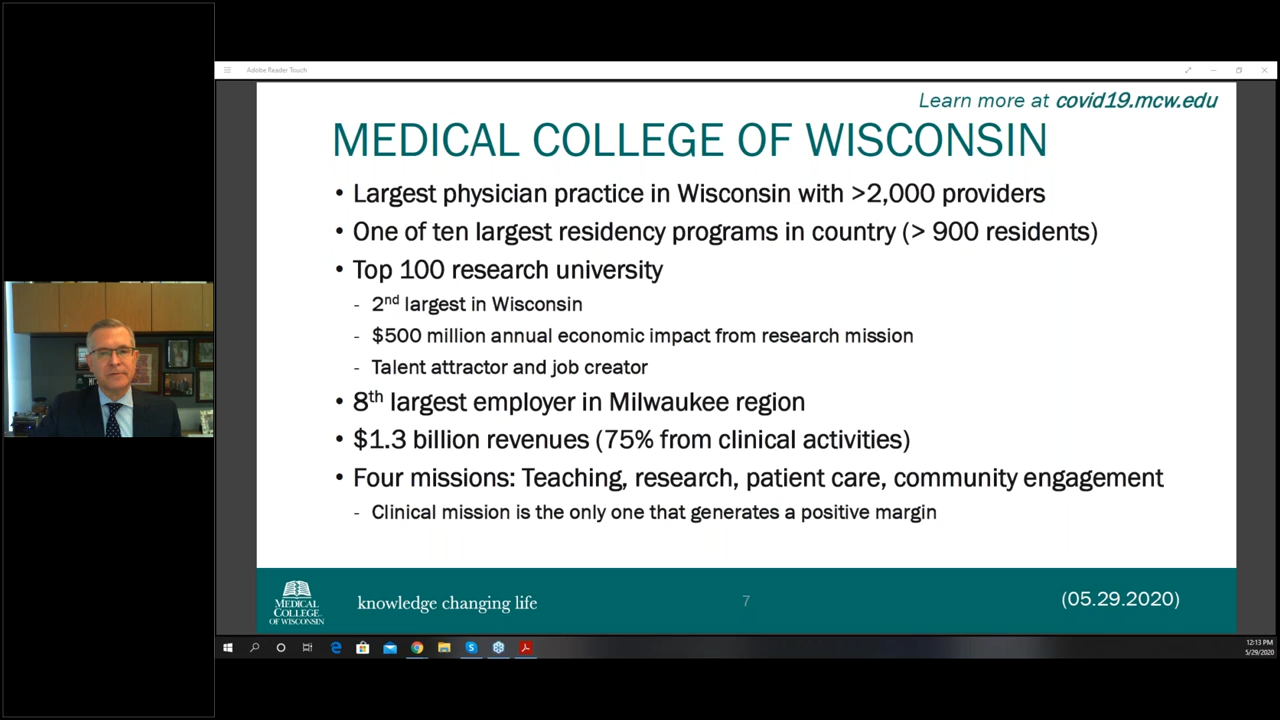 Adobe Reader Touch
Learn more at covid19.mcw.edu
MEDICAL COLLEGE OF WISCONSIN
• Largest physician practice in Wisconsin with >2,000 providers
• One of ten largest residency programs in country (> 900 residents)
• Top 100 research university
- 2nd largest in Wisconsin
- $500 million annual economic impact from research mission
- Talent attractor and job creator
• 8th largest employer in Milwaukee region
• $1.3 billion revenues (75% from clinical activities)
• Four missions: Teaching, research, patient care, community engagement
- Clinical mission is the only one that generates a positive margin
MEDICAL
COLLEGE
OF WISCONSIN
knowledge changing life
7
(05.29.2020)
12:13 PM
5/29/2020